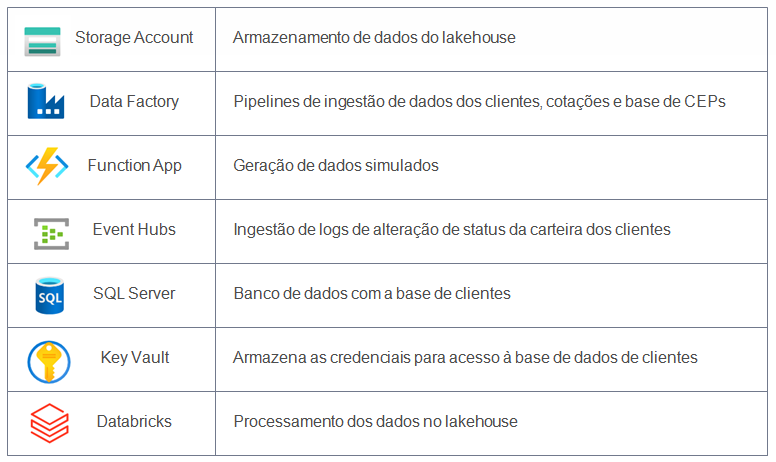 Storage Account Armazenamento de dados do lakehouse
Data Factory Pipelines de ingestão de dados dos clientes, cotações e base de CEPs
Function App Geração de dados simulados
Event Hubs Ingestão de logs de alteração de status da carteira dos clientes
SQL SQL Server Banco de dados com a base de clientes
Key Vault Armazena as credenciais para acesso à base de dados de clientes
Databricks Processamento dos dados no lakehouse